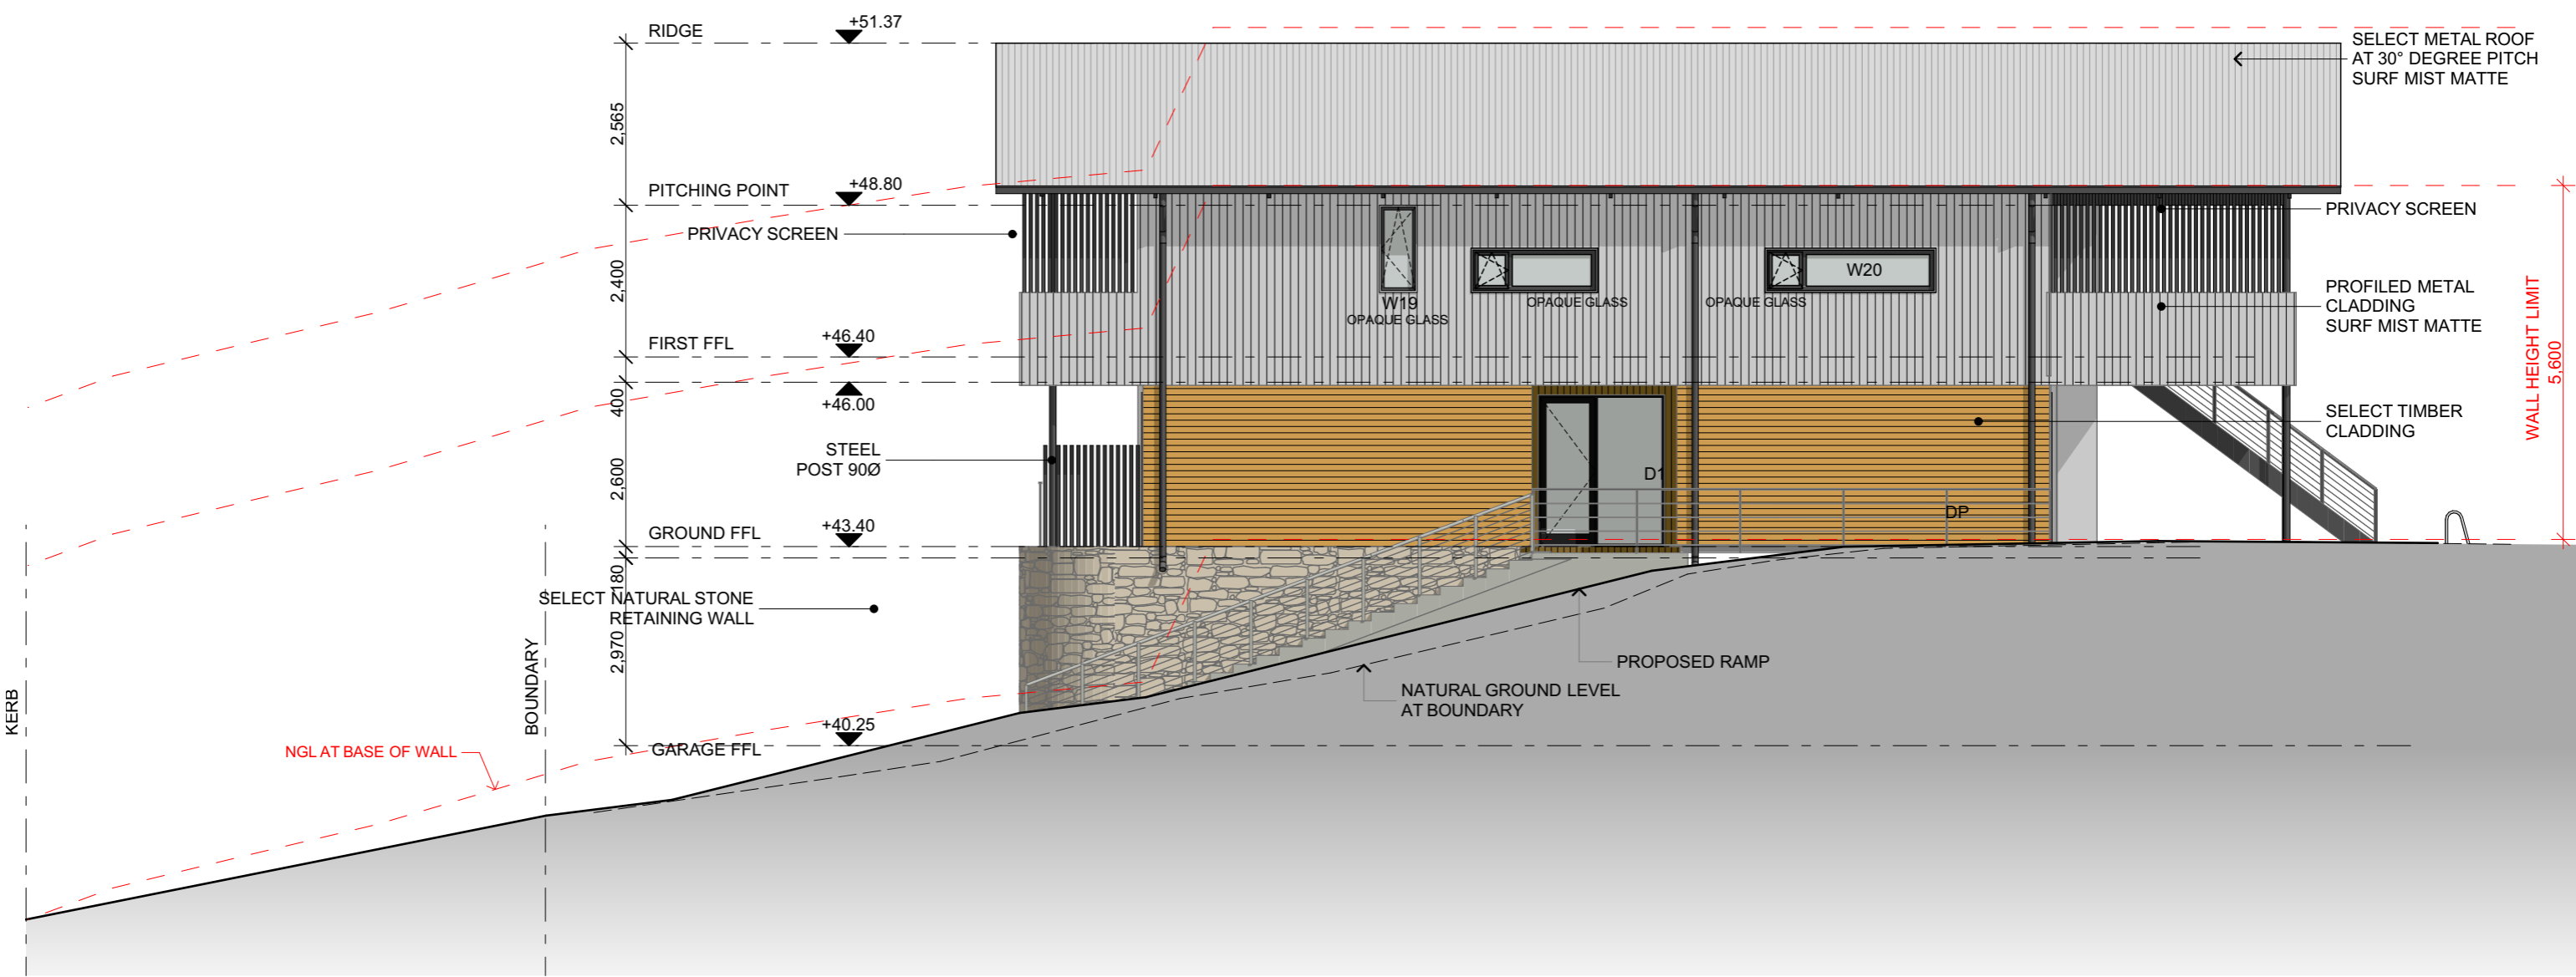 RIDGE
+51.37
SELECT METAL ROOF
AT 30° DEGREE PITCH
SURF MIST MATTE
2,565
PITCHING POINT
+48.80
PRIVACY SCREEN
PRIVACY SCREEN
2,400
W19
OPAQUE GLASS
OPAQUE GLASS
OPAQUE GLASS
W20
PROFILED METAL
CLADDING
SURF MIST MATTE
WALL HEIGHT LIMIT
5,600
FIRST FFL
+46.40
400
+46.00
SELECT TIMBER
CLADDING
STEEL
POST 90Ø
2,600
D1
DP
GROUND FFL
+43.40
180
SELECT NATURAL STONE
RETAINING WALL
2,970
PROPOSED RAMP
NATURAL GROUND LEVEL
AT BOUNDARY
KERB
BOUNDARY
+40.25
GARAGE FFL
NGL AT BASE OF WALL